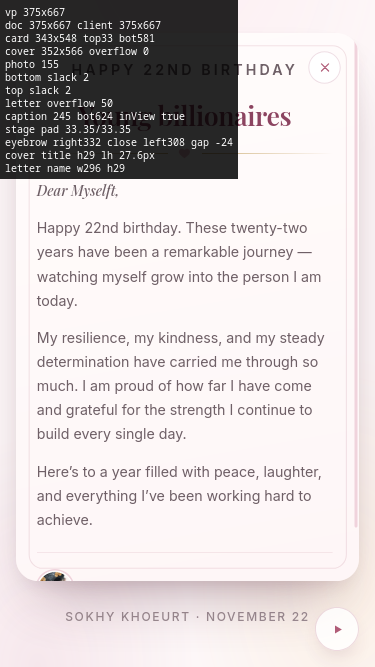 vp 375x667
doc 375x667 client 375x667
card 343x548 top33 bot581
cover 352x566 overflow 0
photo 155
bottom slack 2
top slack 2
letter overflow 50
caption 245 bot624 inView true
stage pad 33.35/33.35
eyebrow right332 close left308 gap -24
cover title h29 1h 27.6px
letter name w296 h29
HAPPY 22ND BIRTHDAY
billionaires
Dear Myselft,
Happy 22nd birthday. These twenty-two
years have been a remarkable journey —
watching myself grow into the person I am
today.
My resilience, my kindness, and my steady
determination have carried me through so
much. I am proud of how far I have come
and grateful for the strength I continue to
build every single day.
Here’s to a year filled with peace, laughter,
and everything I’ve been working hard to
achieve.
SOKHY KHOEURT · NOVEMBER 22